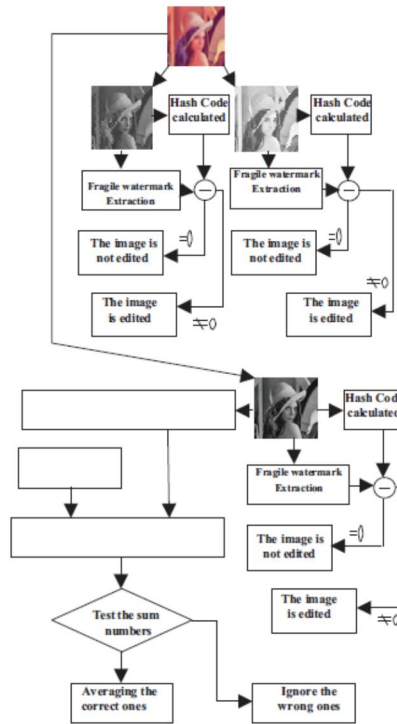 Hash Code
calculated
Hash Code
calculated
Fragile watermark
Extraction
Fragile watermark
Extraction
The image is
not edited
=0
The image is
not edited
=0
The image
is edited
≠0
The image
is edited
≠0
Hash Code
calculated
Fragile watermark
Extraction
The image is
not edited
=0
The image
is edited
≠0
Test the sum
numbers
Averaging the
correct ones
Ignore the
wrong ones